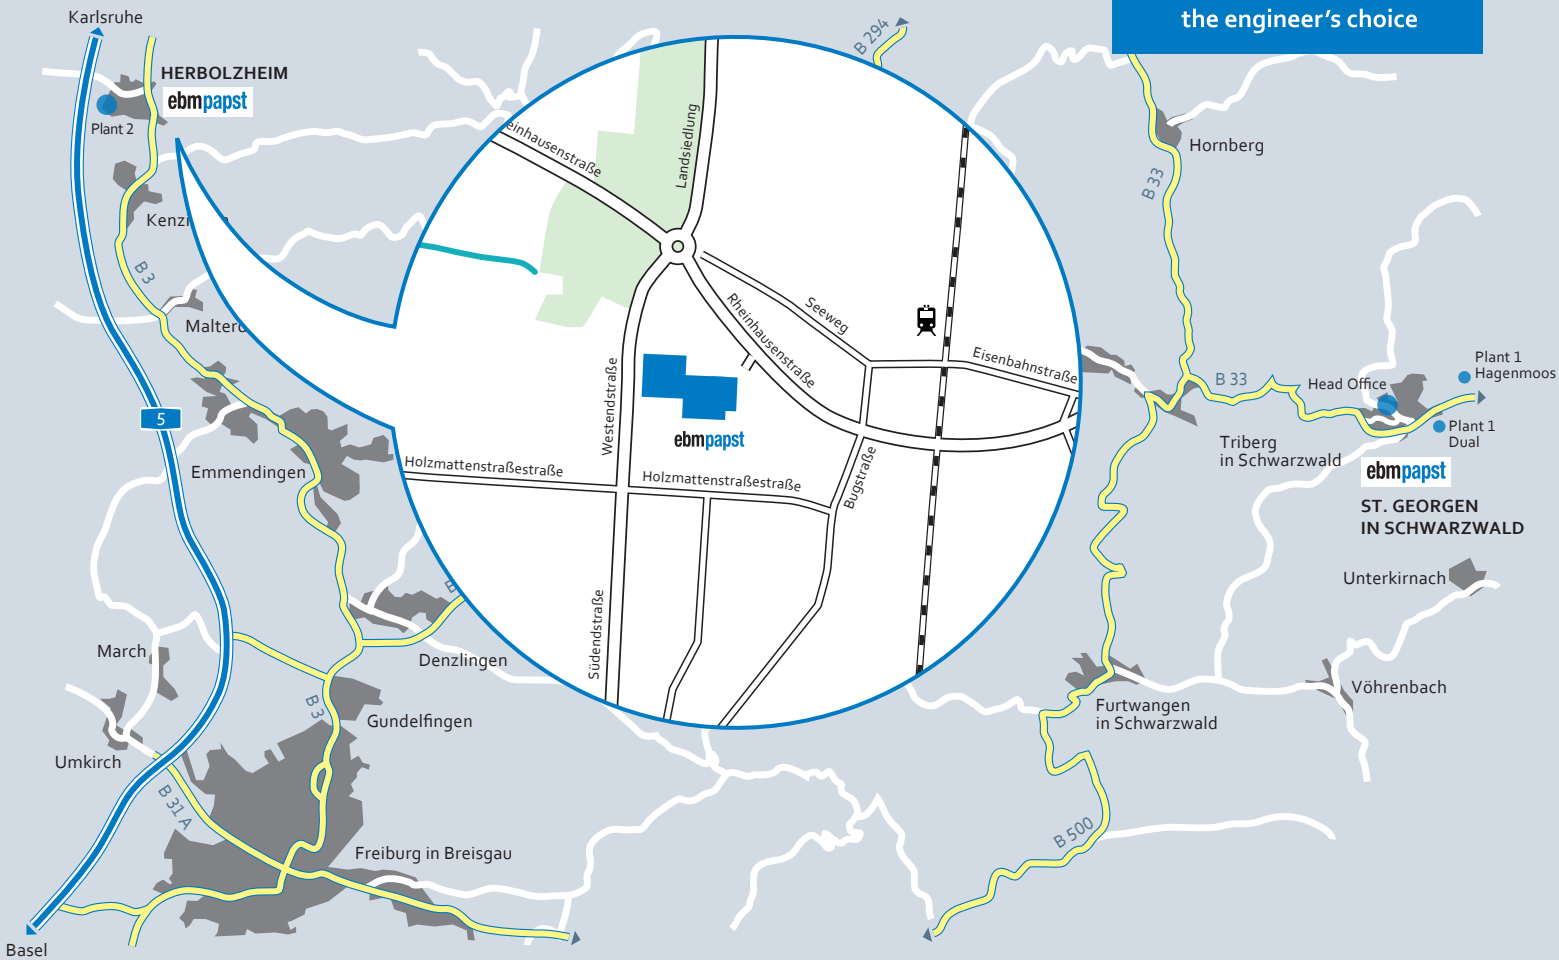 the engineer's choice
Karlsruhe
HERBOLZHEIM
ebmpapst
Plant 2
B 294
Landsiedlung
einhausenstraße
Hornberg
B 33
B 3
Seeweg
Rheinhausenstraße
Eisenbahnstraße
Westendstraße
ebmpapst
B 33
Head Office
Plant 1
Hagenmoos
Plant 1
Dual
5
Emmendingen
Holzmattenstraßestraße
Holzmattenstraßestraße
Bugstraße
Triberg
in Schwarzwald
ebmpapst
ST. GEORGEN
IN SCHWARZWALD
Unterkirnach
Südendstraße
March
Denzlingen
B 3
Gundelfingen
Vöhrenbach
Furtwangen
in Schwarzwald
Umkirch
B 31 A
B 500
Freiburg in Breisgau
Basel